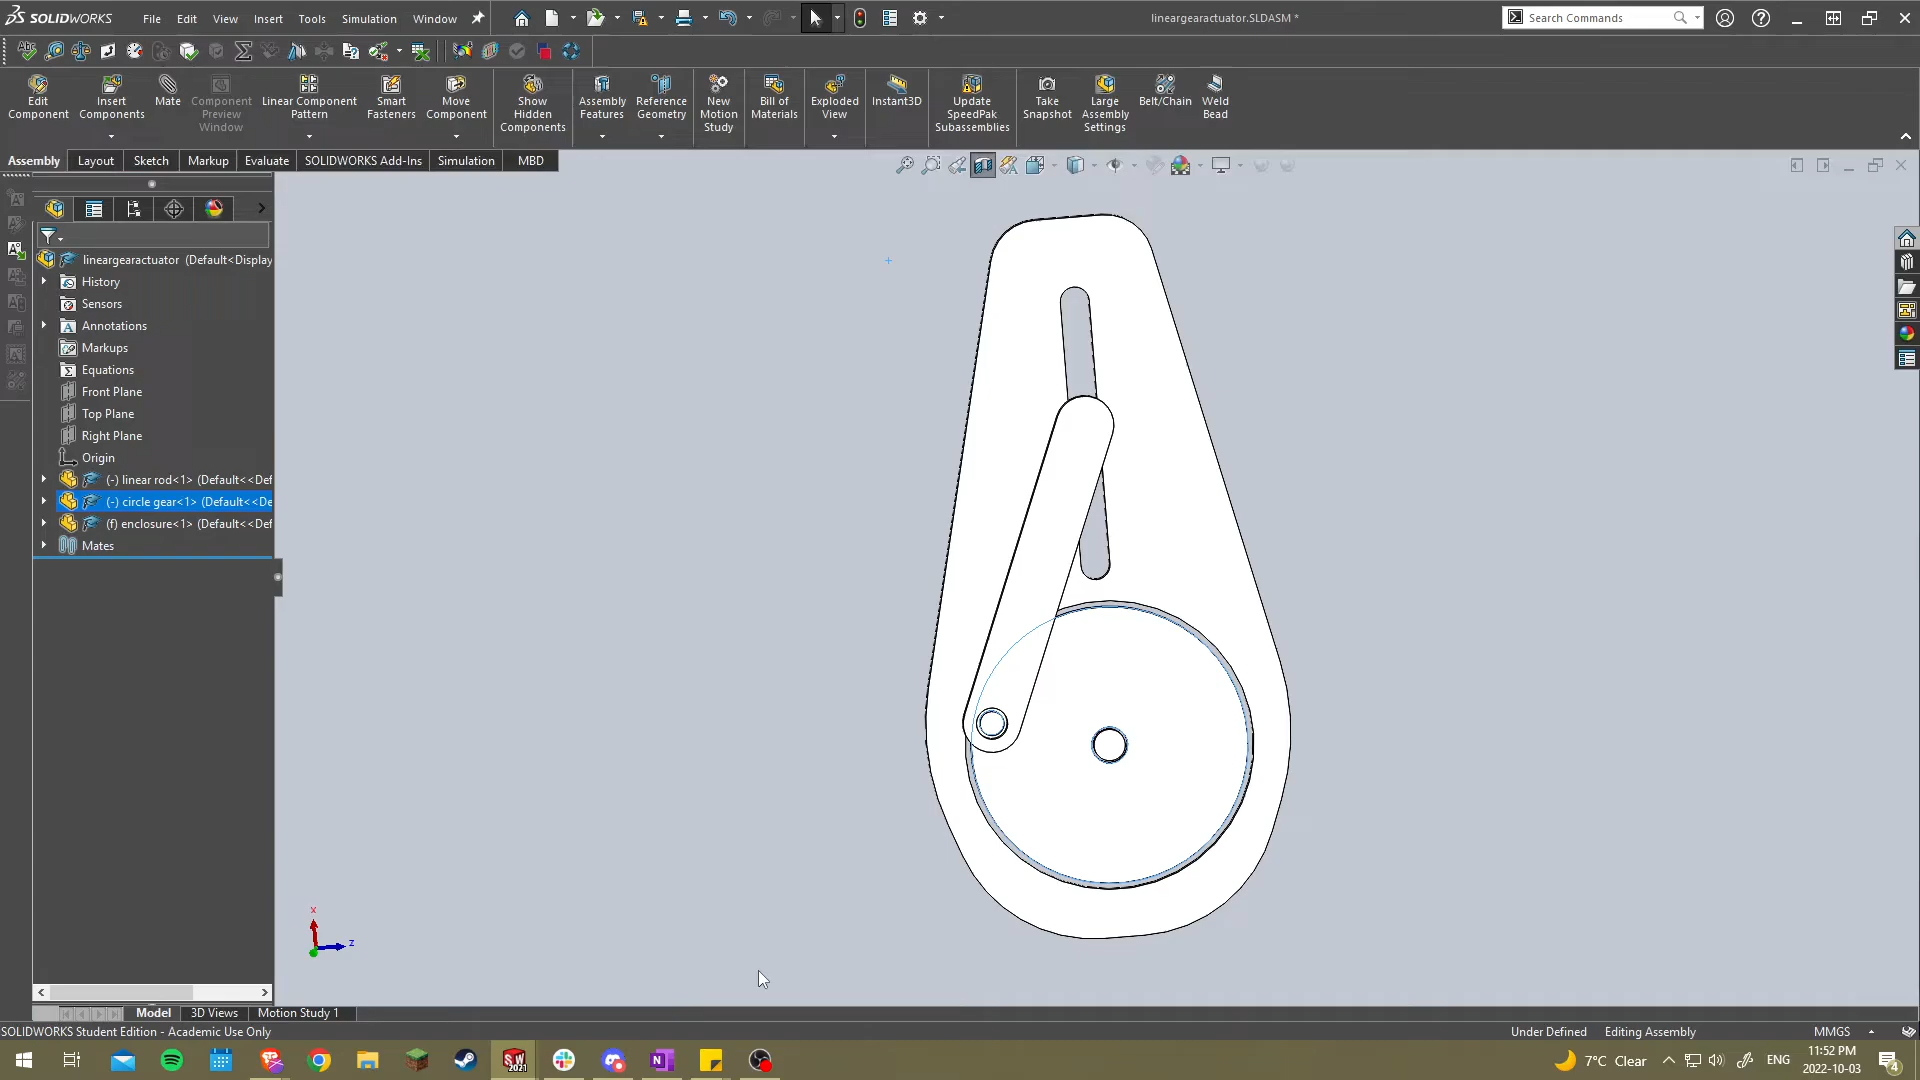 SOLIDWORKS File Edit View Insert Tools Simulation Window lineargearactuator.SLDASM * Search Commands
Edit Component
Insert Components
Mate
Component Preview Window
Linear Component Pattern
Smart Fasteners
Move Component
Show Hidden Components
Assembly Features
Reference Geometry
New Motion Study
Bill of Materials
Exploded View
Instant3D
Update SpeedPak Subassemblies
Take Snapshot
Large Assembly Settings
Belt/Chain
Weld Bead
Assembly Layout Sketch Markup Evaluate SOLIDWORKS Add-Ins Simulation MBD
lineargearactuator (Default<Display
History
Sensors
Annotations
Markups
Equations
Front Plane
Top Plane
Right Plane
Origin
(-) linear rod<1> (Default<<Def
(-) circle gear<1> (Default<<De
(f) enclosure<1> (Default<<Def
Mates
x
z
Model 3D Views Motion Study 1
SOLIDWORKS Student Edition - Academic Use Only Under Defined Editing Assembly MMGS
7°C Clear ENG 11:52 PM
2022-10-03
4